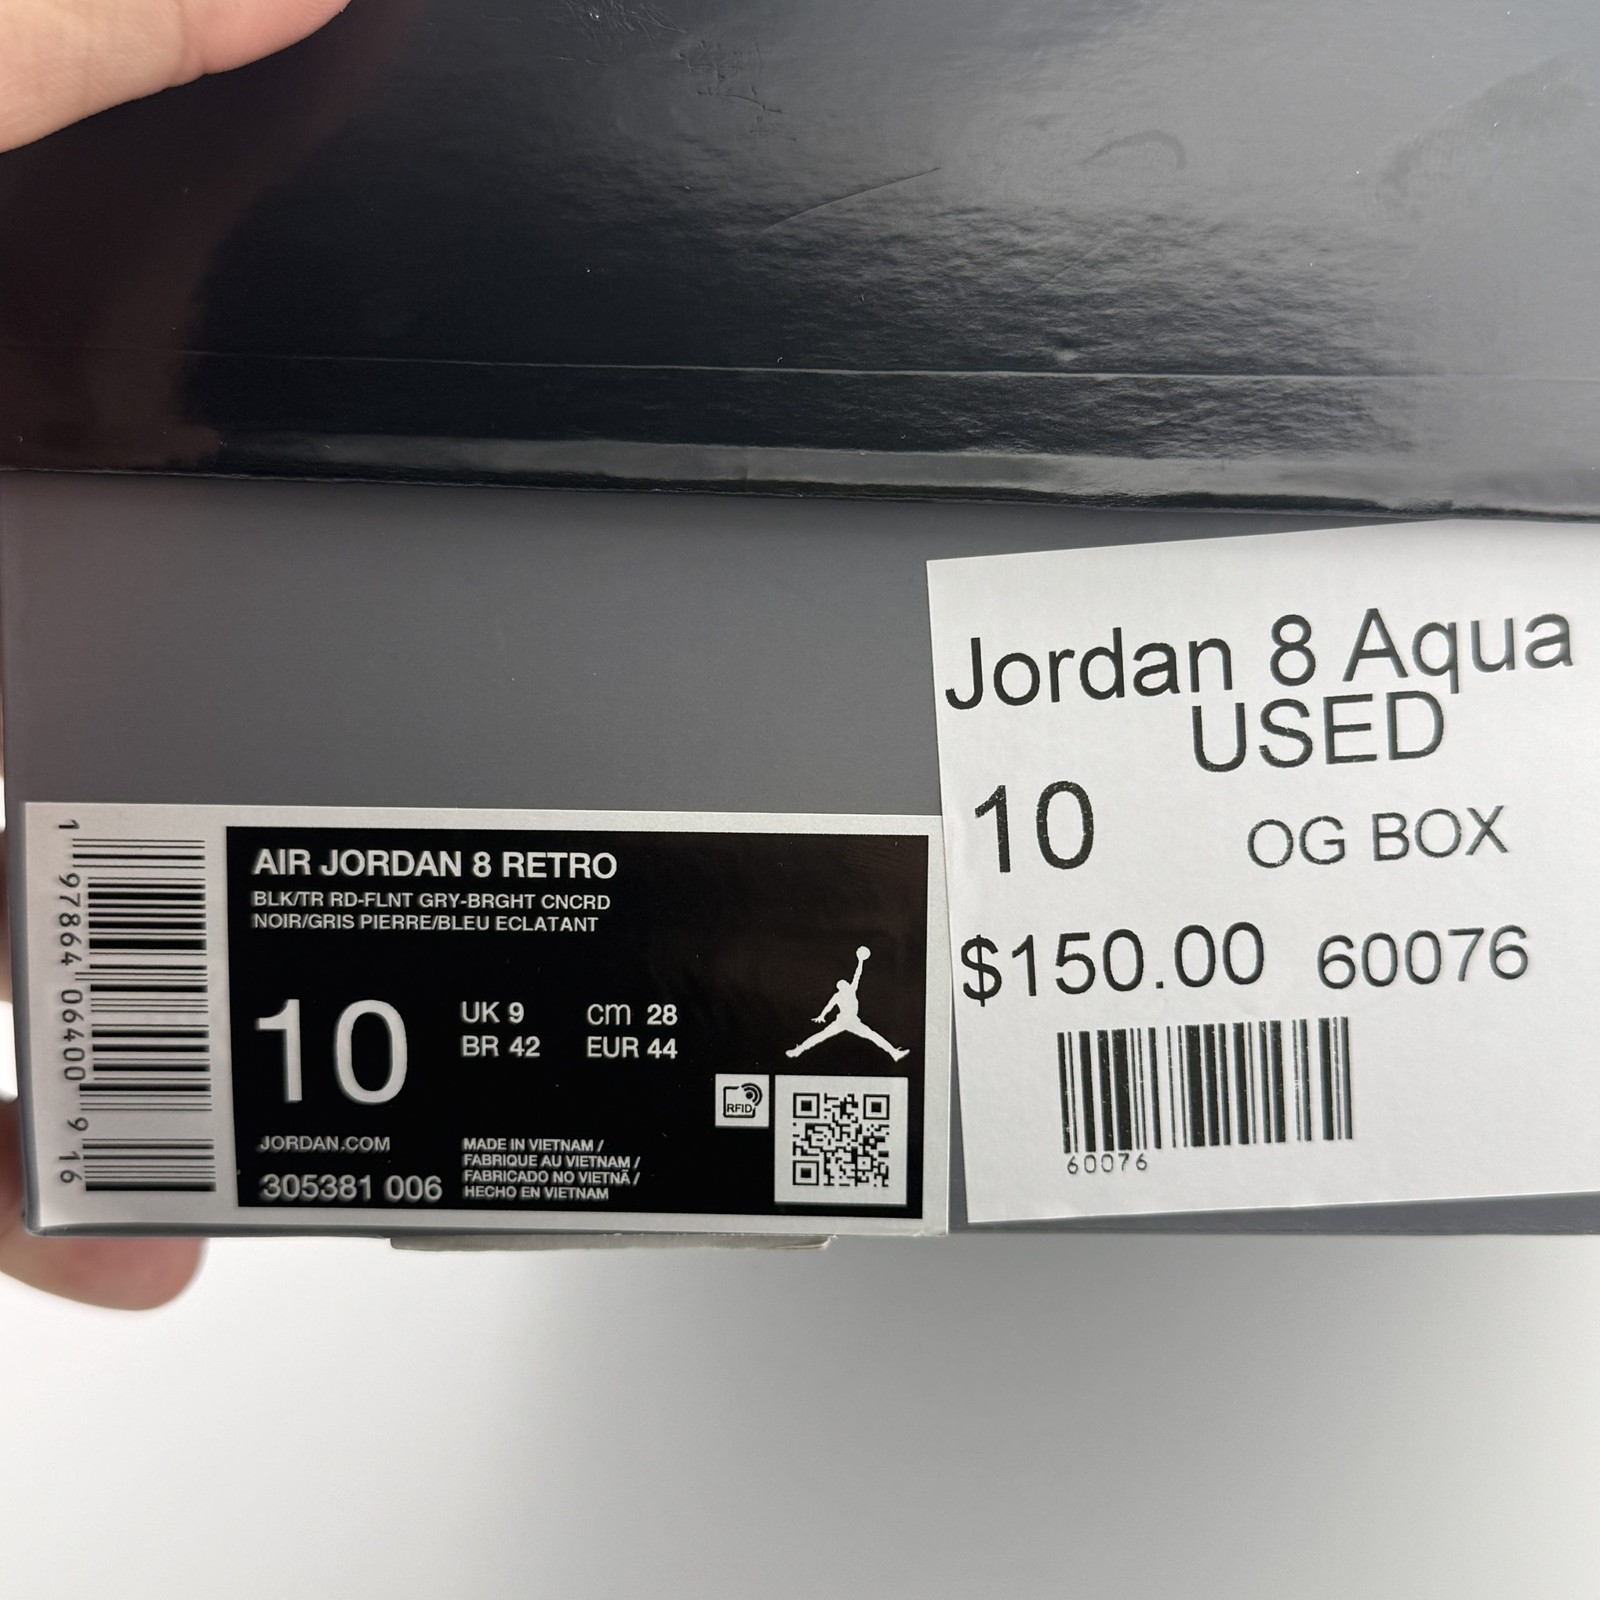 Jordan 8 Aqua
USED
10 OG BOX
$150.00 60076
60076
AIR JORDAN 8 RETRO
BLK/TR RD-FLNT GRY-BRGHT CNCRD
NOIR/GRIS PIERRE/BLEU ECLATANT
10
UK 9 cm 28
BR 42 EUR 44
RFID
JORDAN.COM
305381 006
MADE IN VIETNAM /
FABRIQUE AU VIETNAM /
FABRICADO NO VIETNÃ /
HECHO EN VIETNAM
1 97864 06400 9 16